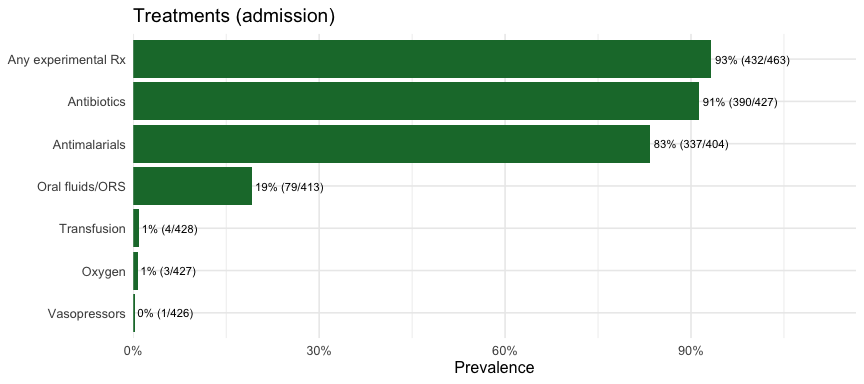 Treatments (admission)
Any experimental Rx 93% (432/463)
Antibiotics 91% (390/427)
Antimalarials 83% (337/404)
Oral fluids/ORS 19% (79/413)
Transfusion 1% (4/428)
Oxygen 1% (3/427)
Vasopressors 0% (1/426)
0% 30% 60% 90%
Prevalence